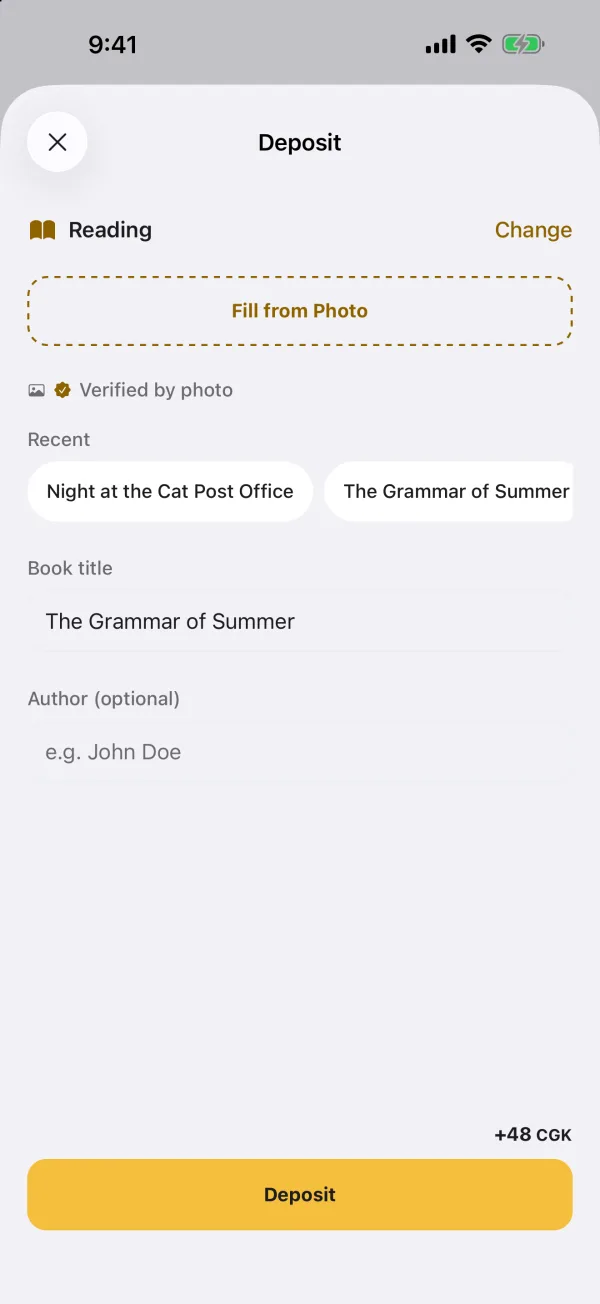 9:41
Deposit
Reading
Change
Fill from Photo
Verified by photo
Recent
Night at the Cat Post Office
The Grammar of Summer
Book title
The Grammar of Summer
Author (optional)
e.g. John Doe
+48 CGK
Deposit